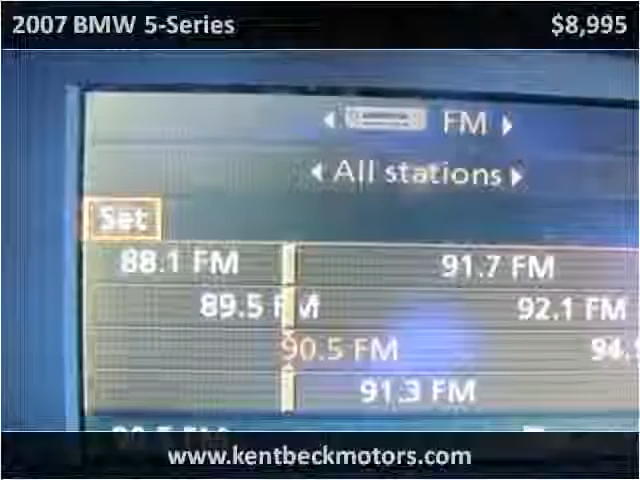 2007 BMW 5-Series $8,995
FM
All stations
Set
88.1 FM 91.7 FM
89.5 FM 92.1 FM
90.5 FM
91.3 FM
www.kentbeckmotors.com